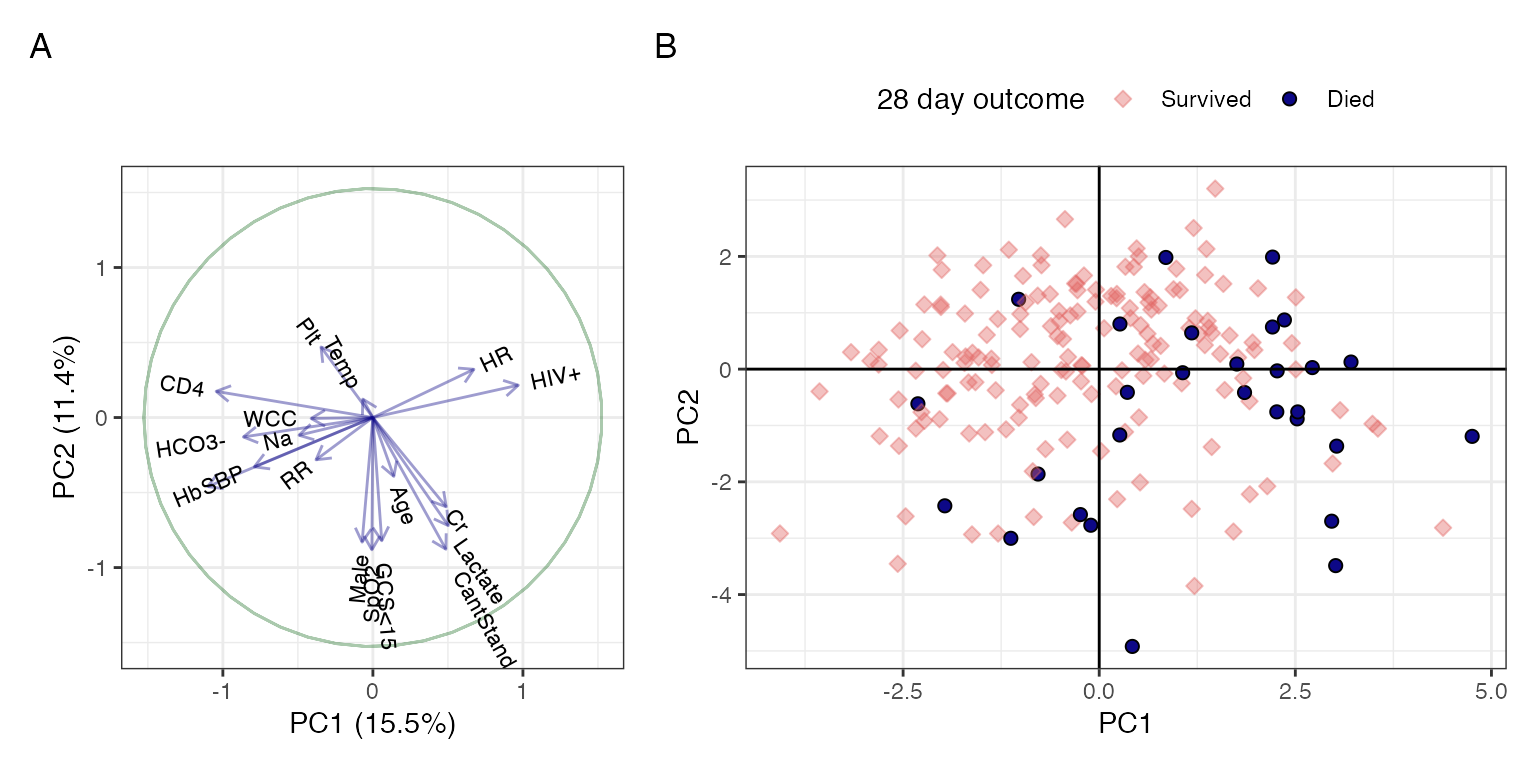 A
B
28 day outcome Survived Died
PC2 (11.4%)
1
0
-1
Plt
Temp
HR
HIV+
CD4
WCC
HCO3-
Na
HbSBP
RR
Age
Cr
Lactate
CantStand
Male
SpO2
GCS<15
-1 0 1
PC1 (15.5%)
PC2
2
0
-2
-4
-2.5 0.0 2.5 5.0
PC1